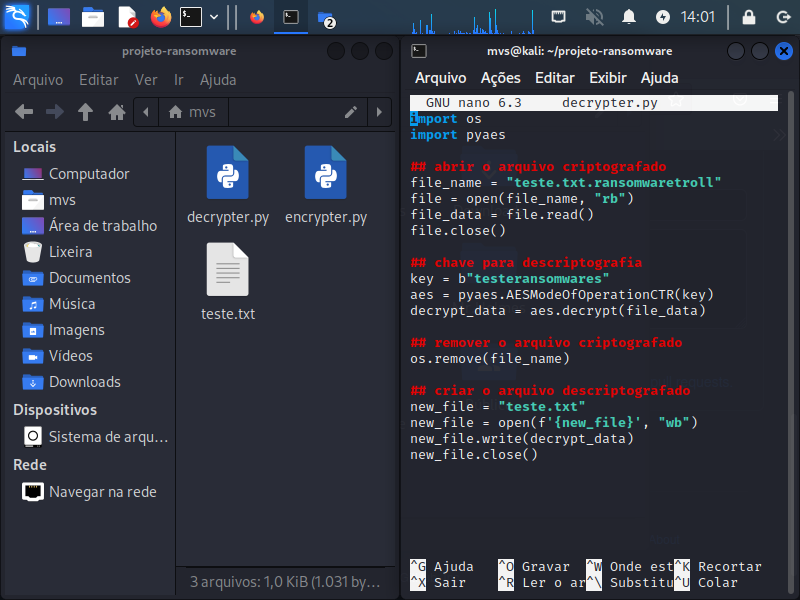 2
14:01
projeto-ransomware
Arquivo Editar Ver Ir Ajuda
mvs
Locais
Computador
mvs
Área de trabalho
Lixeira
Documentos
Música
Imagens
Vídeos
Downloads
Dispositivos
Sistema de arqu...
Rede
Navegar na rede
decrypter.py
encrypter.py
teste.txt
3 arquivos: 1,0 KiB (1.031 by...
mvs@kali: ~/projeto-ransomware
Arquivo Ações Editar Exibir Ajuda
GNU nano 6.3 decrypter.py
import os
import pyaes
## abrir o arquivo criptografado
file_name = "teste.txt.ransomwaretroll"
file = open(file_name, "rb")
file_data = file.read()
file.close()
## chave para descriptografia
key = b"testeransomwares"
aes = pyaes.AESModeOfOperationCTR(key)
decrypt_data = aes.decrypt(file_data)
## remover o arquivo criptografado
os.remove(file_name)
## criar o arquivo descriptografado
new_file = "teste.txt"
new_file = open(f'{new_file}', "wb")
new_file.write(decrypt_data)
new_file.close()
^G Ajuda ^O Gravar ^W Onde est^K Recortar
^X Sair ^R Ler o ar^\ Substitu^U Colar